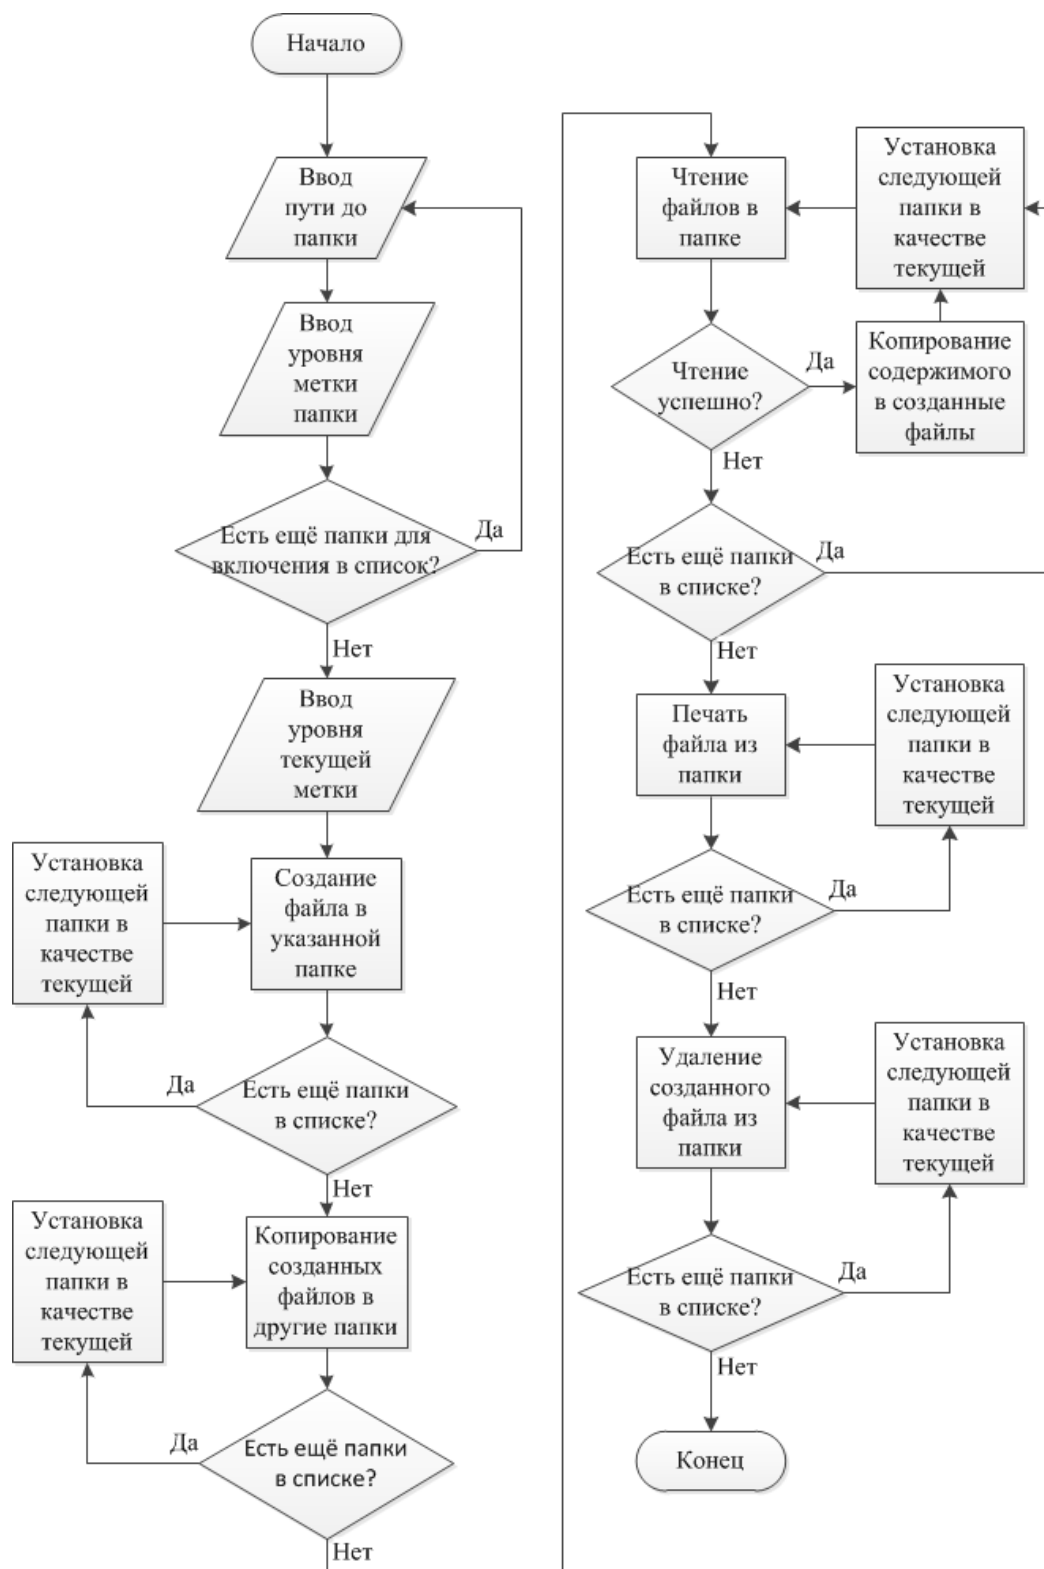 Начало
Ввод
пути до
папки
Ввод
уровня
метки
папки
Есть ещё папки для
включения в список?
Да
Нет
Ввод
уровня
текущей
метки
Установка
следующей
папки в
качестве
текущей
Создание
файла в
указанной
папке
Да
Есть ещё папки
в списке?
Нет
Установка
следующей
папки в
качестве
текущей
Копирование
созданных
файлов в
другие папки
Да
Есть ещё папки
в списке?
Нет
Чтение
файлов в
папке
Установка
следующей
папки в
качестве
текущей
Чтение
успешно?
Да
Копирование
содержимого
в созданные
файлы
Нет
Есть ещё папки
в списке?
Да
Нет
Печать
файла из
папки
Установка
следующей
папки в
качестве
текущей
Есть ещё папки
в списке?
Да
Нет
Удаление
созданного
файла из
папки
Установка
следующей
папки в
качестве
текущей
Есть ещё папки
в списке?
Да
Нет
Конец